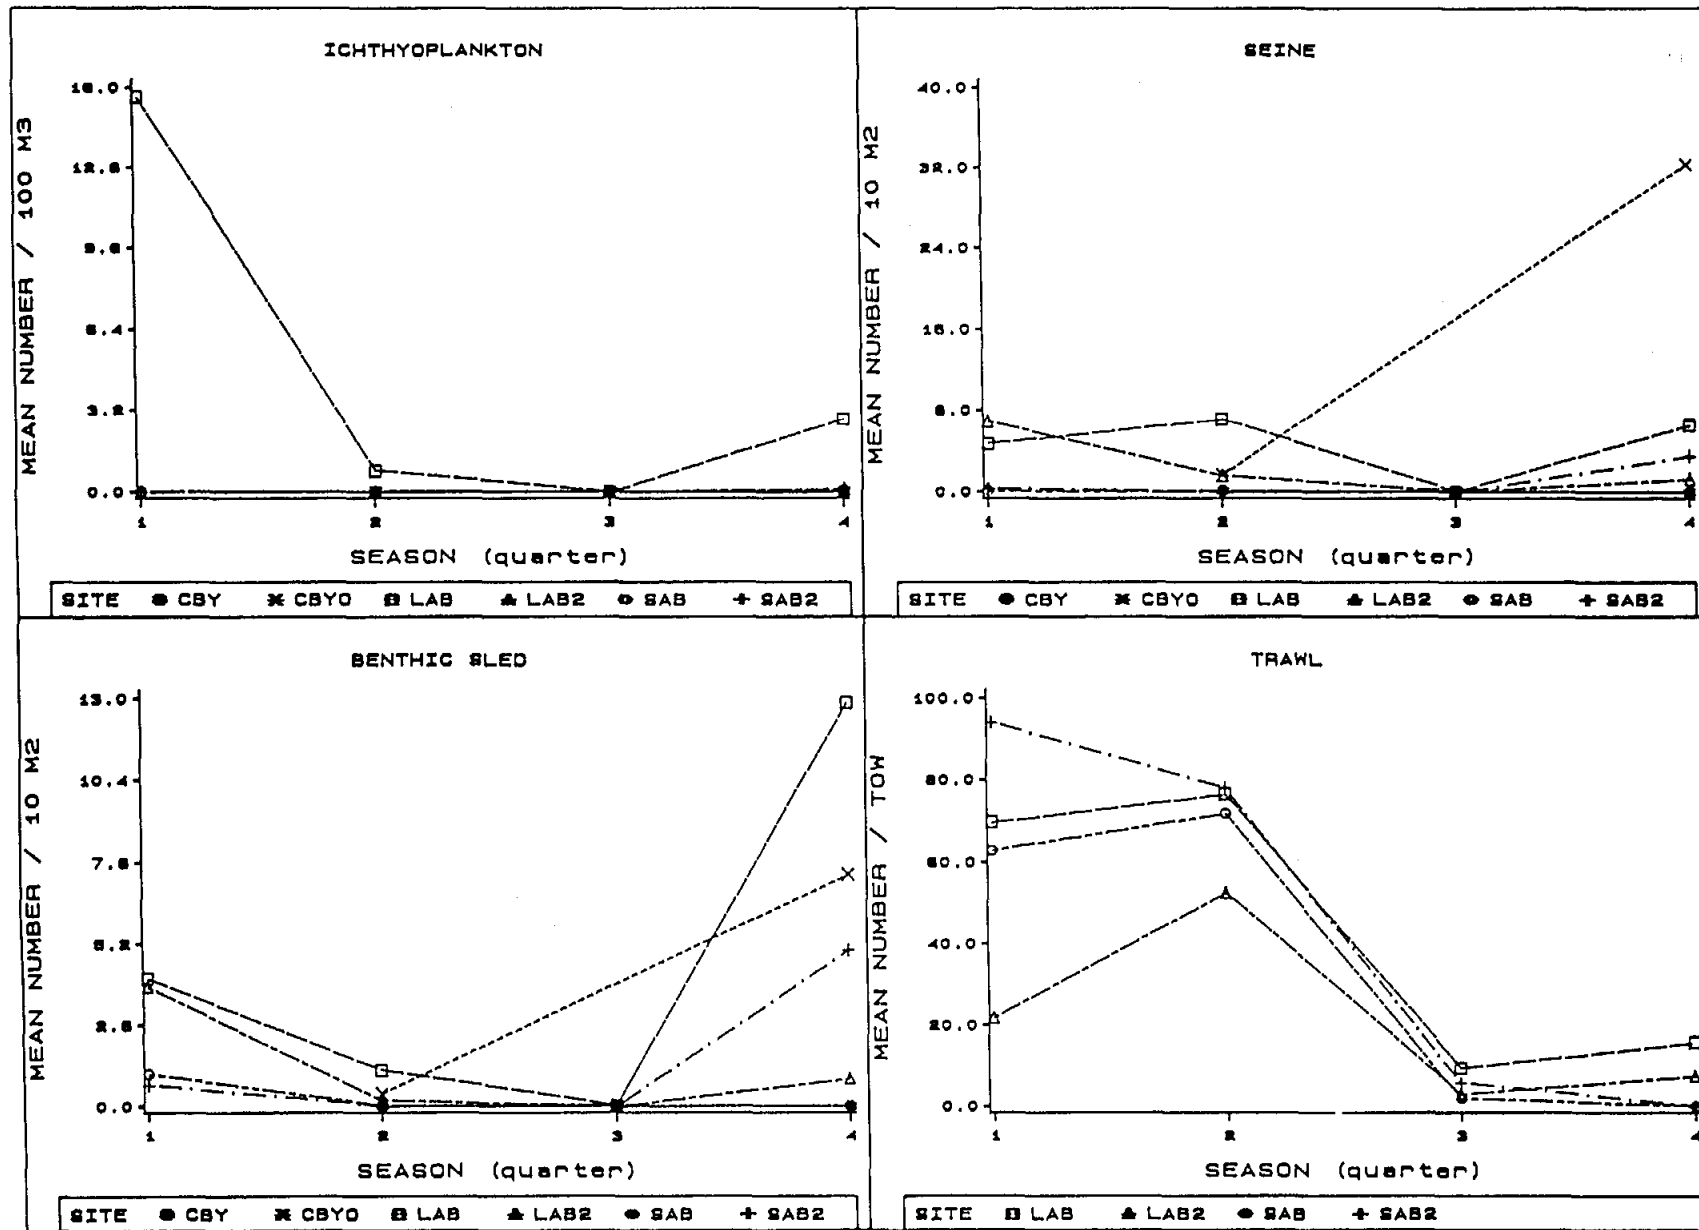 ICHTHYOPLANKTON
MEAN NUMBER / 100 M3
16.0
12.8
9.6
6.4
3.2
0.0
1 2 3 4
SEASON (quarter)
SITE CBY CBYO LAB LAB2 SAB SAB2
SEINE
MEAN NUMBER / 10 M2
40.0
32.0
24.0
16.0
8.0
0.0
1 2 3 4
SEASON (quarter)
SITE CBY CBYO LAB LAB2 SAB SAB2
BENTHIC SLED
MEAN NUMBER / 10 M2
13.0
10.4
7.8
5.2
2.6
0.0
1 2 3 4
SEASON (quarter)
SITE CBY CBYO LAB LAB2 SAB SAB2
TRAWL
MEAN NUMBER / TOW
100.0
80.0
60.0
40.0
20.0
0.0
1 2 3 4
SEASON (quarter)
SITE LAB LAB2 SAB SAB2